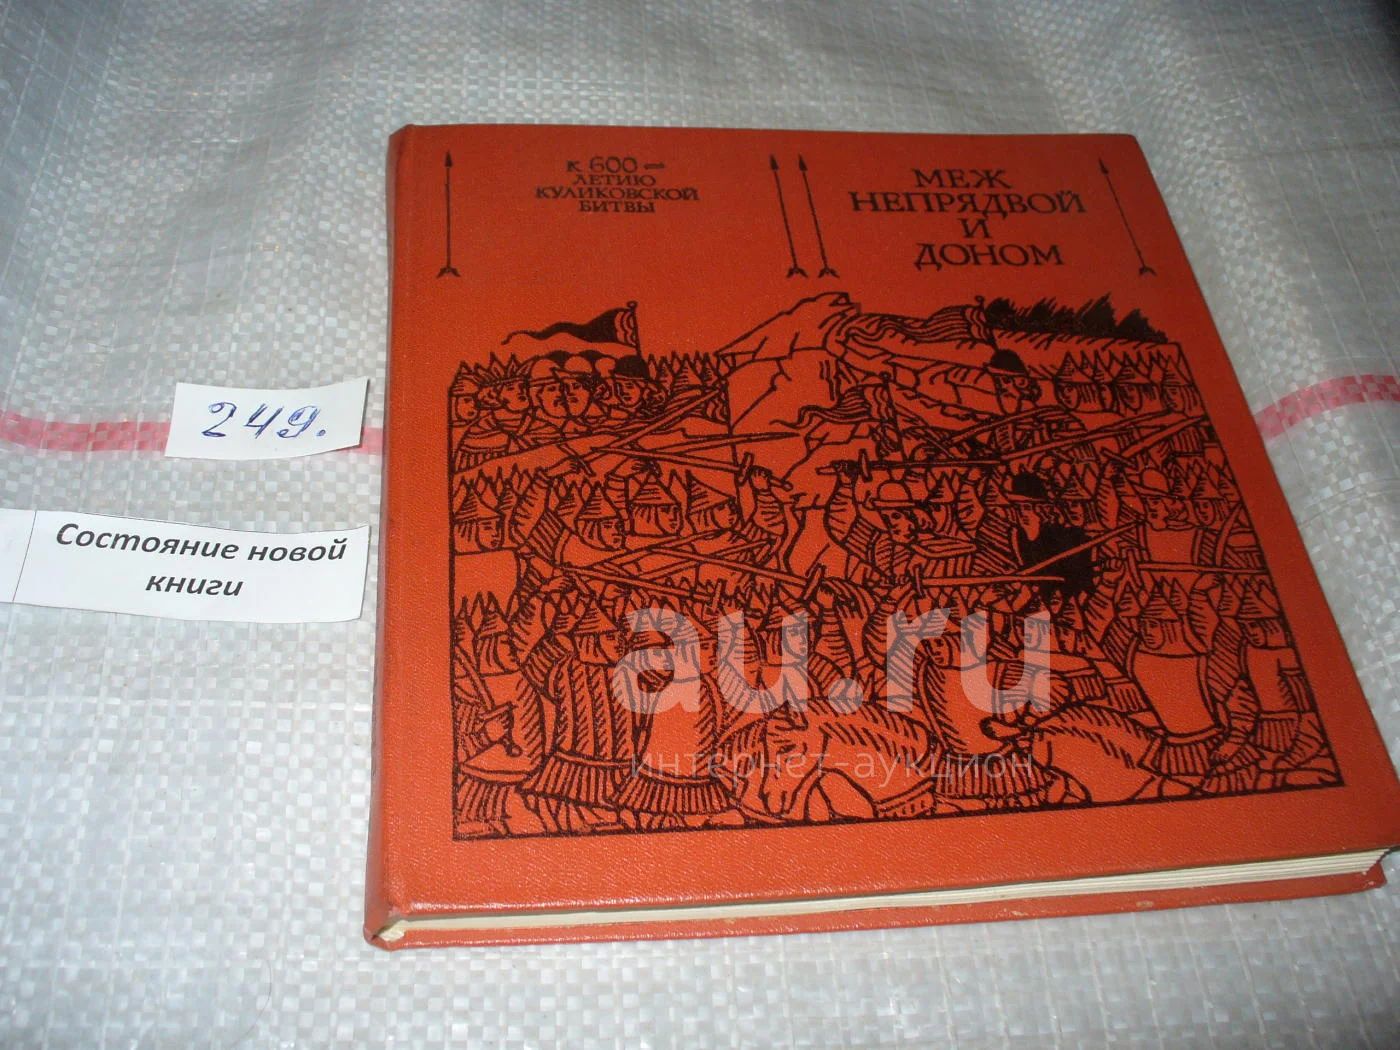 К 600-
ЛЕТИЮ
КУЛИКОВСКОЙ
БИТВЫ
МЕЖ
НЕПРЯДВОЙ
И
ДОНОМ
249.
Состояние новой
книги
au.ru
интернет-аукцион